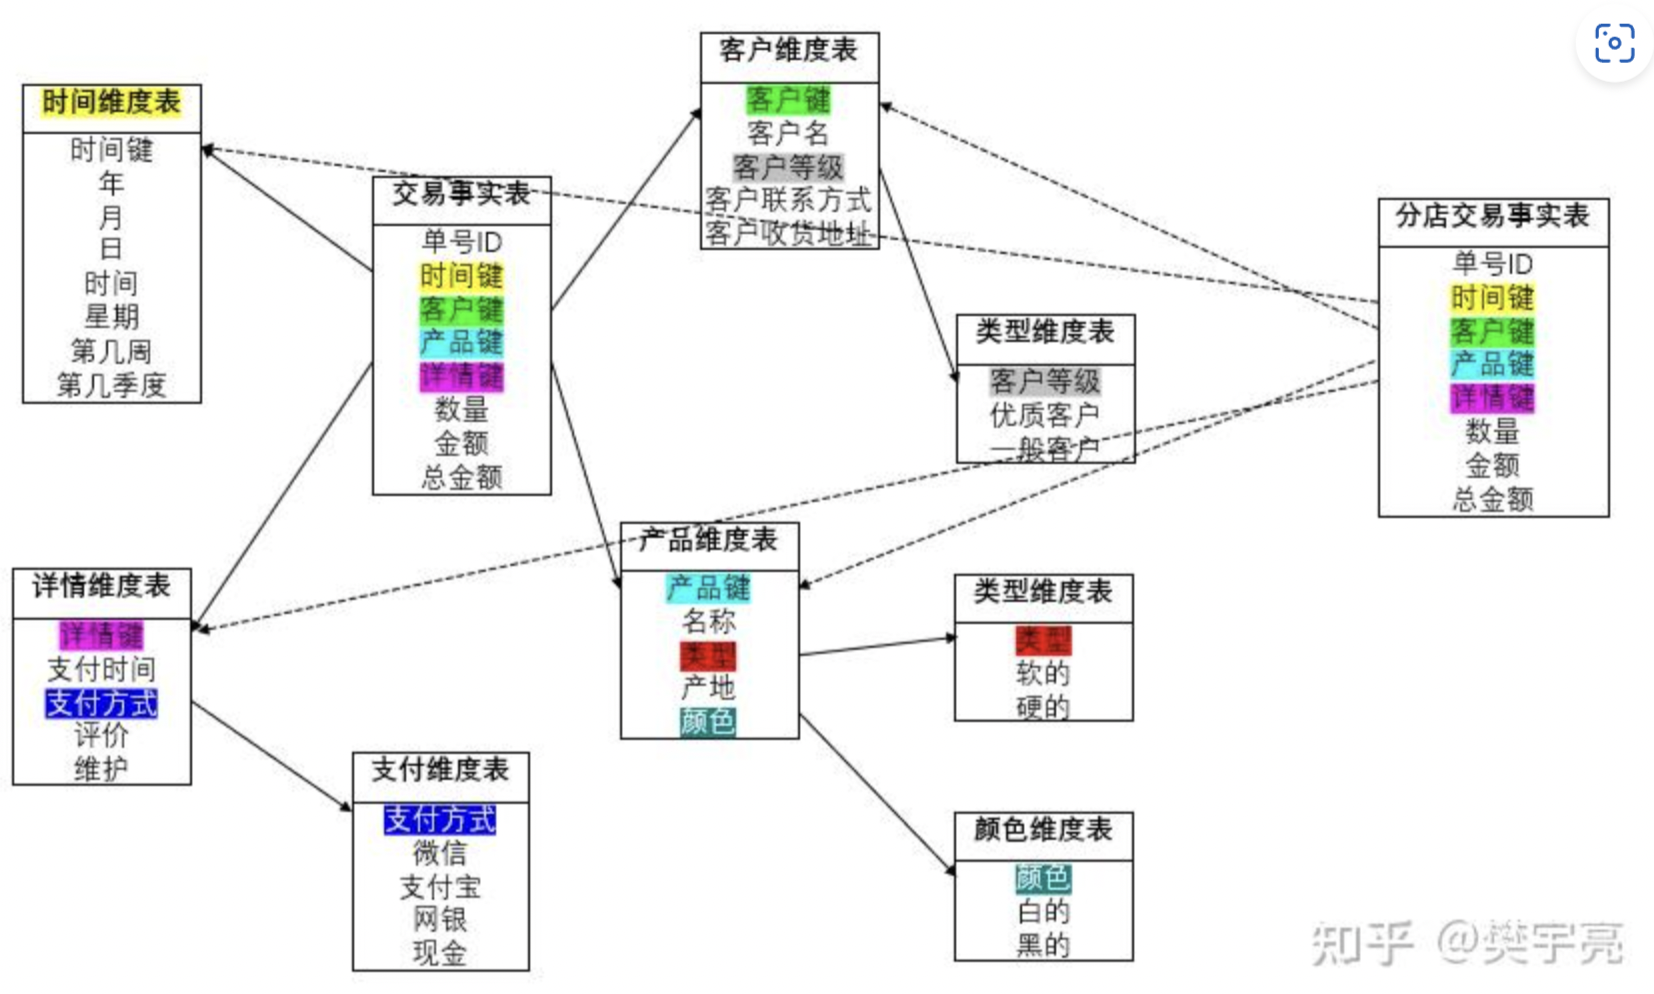 时间维度表
时间键
年
月
日
时间
星期
第几周
第几季度
交易事实表
单号ID
时间键
客户键
产品键
详情键
数量
金额
总金额
客户维度表
客户键
客户名
客户等级
客户联系方式
客户收货地址
类型维度表
客户等级
优质客户
一般客户
分店交易事实表
单号ID
时间键
客户键
产品键
详情键
数量
金额
总金额
详情维度表
详情键
支付时间
支付方式
评价
维护
支付维度表
支付方式
微信
支付宝
网银
现金
产品维度表
产品键
名称
类型
产地
颜色
类型维度表
类型
软的
硬的
颜色维度表
颜色
白的
黑的
知乎 @樊宇亮